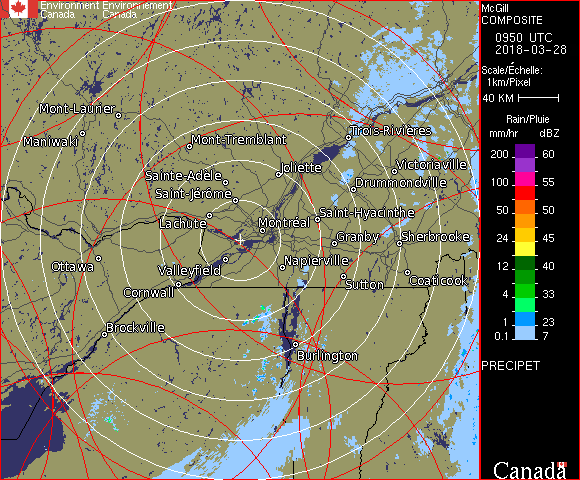 Environment Environnement
Canada Canada
McGill
COMPOSITE
0950 UTC
2018-03-28
Scale/Échelle:
1km/Pixel
40 KM
Rain/Pluie
mm/hr dBZ
200 60
100 55
50 50
24 45
12 40
4 33
1 23
0.1 7
PRECIPET
Canada
Mont-Laurier
Maniwaki
Mont-Tremblant
Trois-Rivières
Sainte-Adèle
Joliette
Victoriaville
Saint-Jérôme
Drummondville
Lachute
Montréal
Saint-Hyacinthe
Granby
Sherbrooke
Ottawa
Valleyfield
Napierville
Cornwall
Sutton
Coaticook
Brockville
Burlington